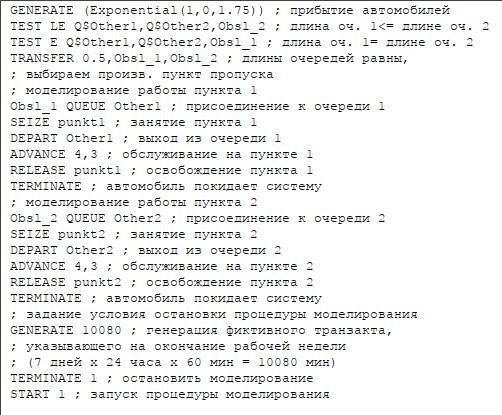 GENERATE (Exponential(1,0,1.75)) ; прибытие автомобилей
TEST LE Q$Other1,Q$Other2,Obsl_2 ; длина оч. 1<= длине оч. 2
TEST E Q$Other1,Q$Other2,Obsl_1 ; длина оч. 1= длине оч. 2
TRANSFER 0.5,Obsl_1,Obsl_2 ; длины очередей равны,
; выбираем произв. пункт пропуска
; моделирование работы пункта 1
Obsl_1 QUEUE Other1 ; присоединение к очереди 1
SEIZE punkt1 ; занятие пункта 1
DEPART Other1 ; выход из очереди 1
ADVANCE 4,3 ; обслуживание на пункте 1
RELEASE punkt1 ; освобождение пункта 1
TERMINATE ; автомобиль покидает систему
; моделирование работы пункта 2
Obsl_2 QUEUE Other2 ; присоединение к очереди 2
SEIZE punkt2 ; занятие пункта 2
DEPART Other2 ; выход из очереди 2
ADVANCE 4,3 ; обслуживание на пункте 2
RELEASE punkt2 ; освобождение пункта 2
TERMINATE ; автомобиль покидает систему
; задание условия остановки процедуры моделирования
GENERATE 10080 ; генерация фиктивного транзакта,
; указывающего на окончание рабочей недели
; (7 дней x 24 часа x 60 мин = 10080 мин)
TERMINATE 1 ; остановить моделирование
START 1 ; запуск процедуры моделирования